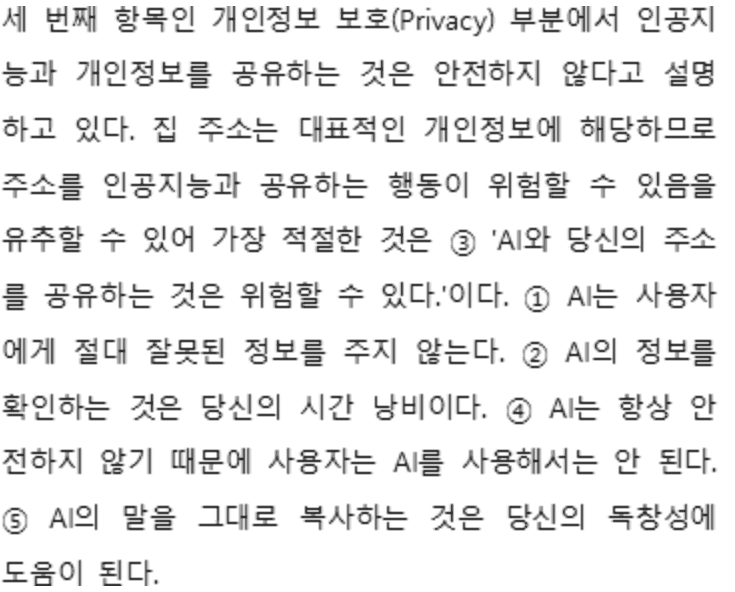 세 번째 항목인 개인정보 보호(Privacy) 부분에서 인공지
능과 개인정보를 공유하는 것은 안전하지 않다고 설명
하고 있다. 집 주소는 대표적인 개인정보에 해당하므로
주소를 인공지능과 공유하는 행동이 위험할 수 있음을
유추할 수 있어 가장 적절한 것은 ③ 'AI와 당신의 주소
를 공유하는 것은 위험할 수 있다.'이다. ① AI는 사용자
에게 절대 잘못된 정보를 주지 않는다. ② AI의 정보를
확인하는 것은 당신의 시간 낭비이다. ④ AI는 항상 안
전하지 않기 때문에 사용자는 AI를 사용해서는 안 된다.
⑤ AI의 말을 그대로 복사하는 것은 당신의 독창성에
도움이 된다.